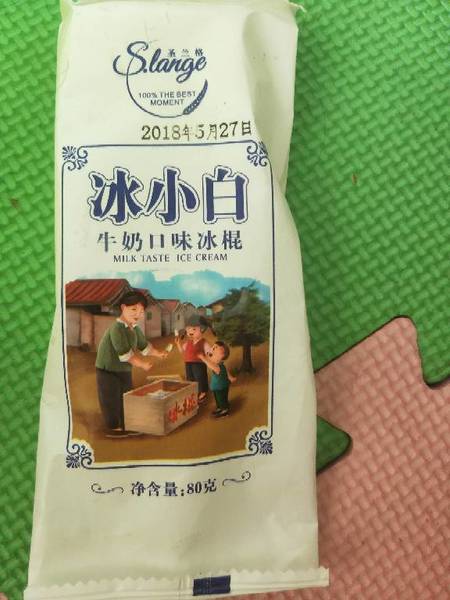 圣兰格
S.lange
100% THE BEST
MOMENT
2018年5月27日
冰小白
牛奶口味冰棍
MILK TASTE ICE CREAM
冰棍
净含量:80克